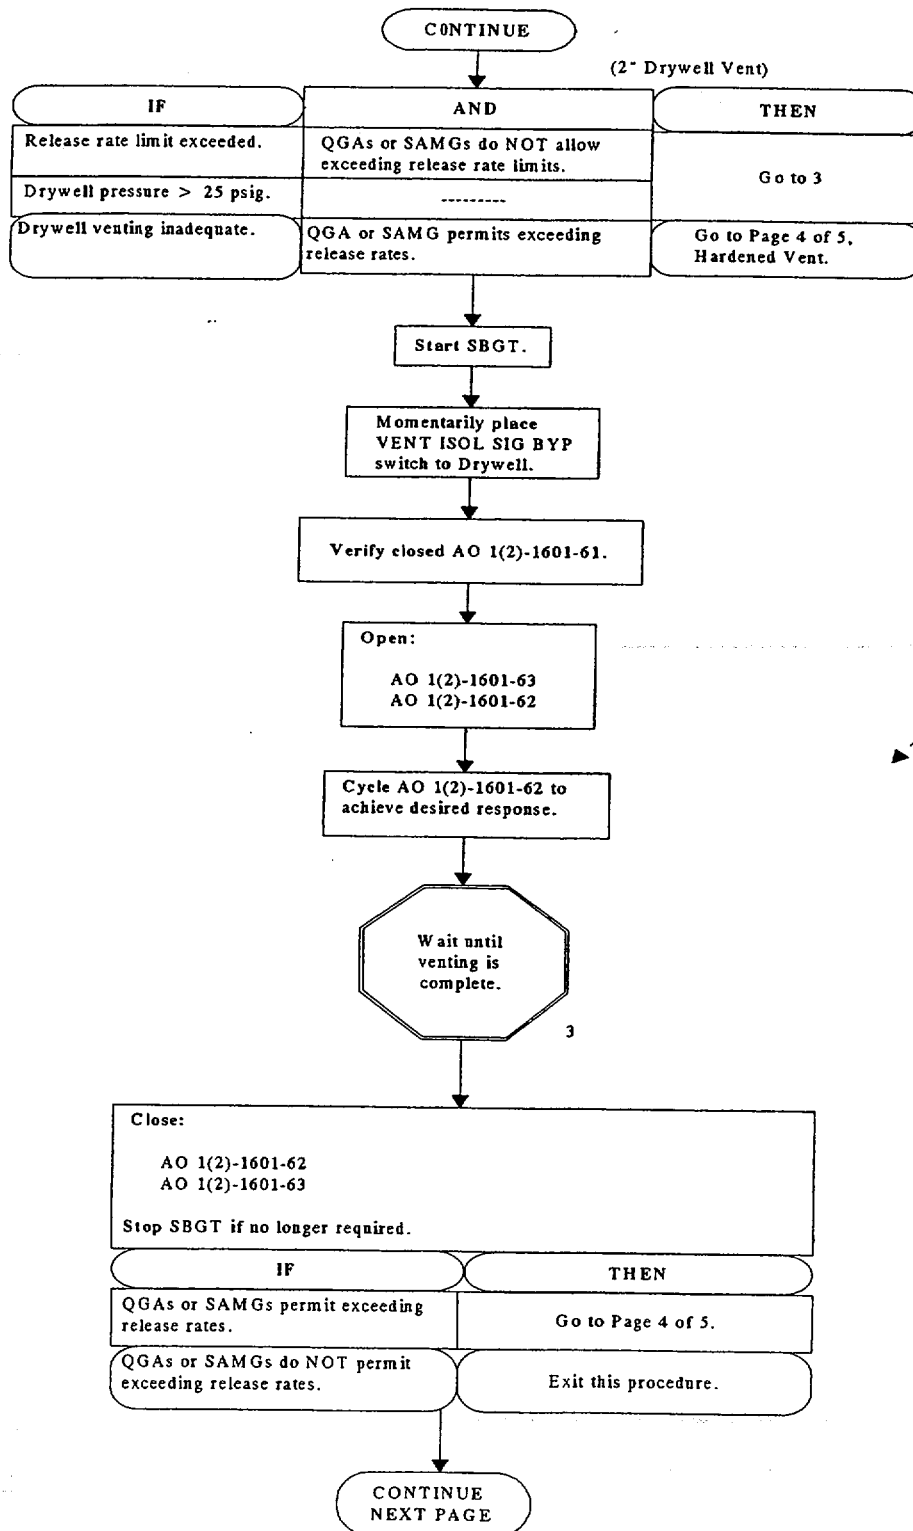 CONTINUE
(2" Drywell Vent)
IF
AND
THEN
Release rate limit exceeded.
QGAs or SAMGs do NOT allow
exceeding release rate limits.
Go to 3
Drywell pressure > 25 psig.
---------
Drywell venting inadequate.
QGA or SAMG permits exceeding
release rates.
Go to Page 4 of 5,
Hardened Vent.
Start SBGT.
Momentarily place
VENT ISOL SIG BYP
switch to Drywell.
Verify closed AO 1(2)-1601-61.
Open:
AO 1(2)-1601-63
AO 1(2)-1601-62
Cycle AO 1(2)-1601-62 to
achieve desired response.
Wait until
venting is
complete.
3
Close:
AO 1(2)-1601-62
AO 1(2)-1601-63
Stop SBGT if no longer required.
IF
THEN
QGAs or SAMGs permit exceeding
release rates.
Go to Page 4 of 5.
QGAs or SAMGs do NOT permit
exceeding release rates.
Exit this procedure.
CONTINUE
NEXT PAGE